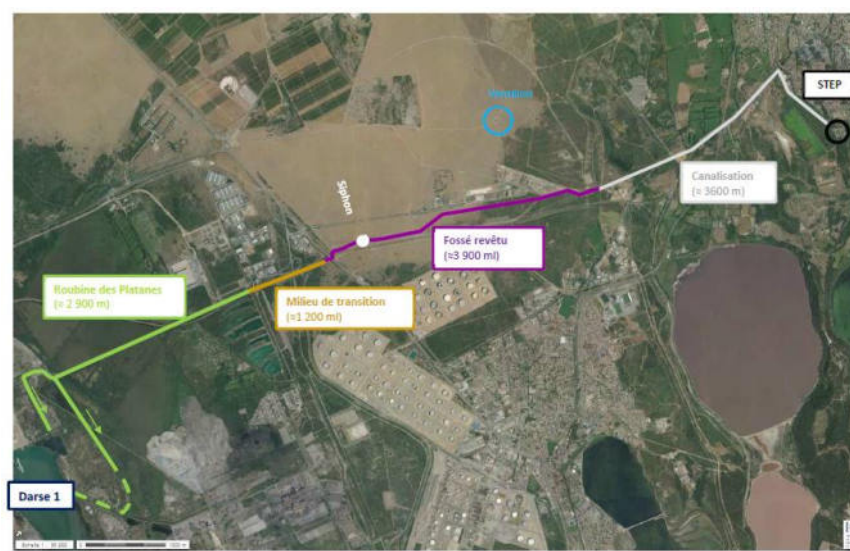 STEP
Canalisation
(≈ 3600 m)
Siphon
Fossé revêtu
(≈3 900 ml)
Roubine des Platanes
(≈ 2 900 m)
Milieu de transition
(≈1 200 ml)
Darse 1